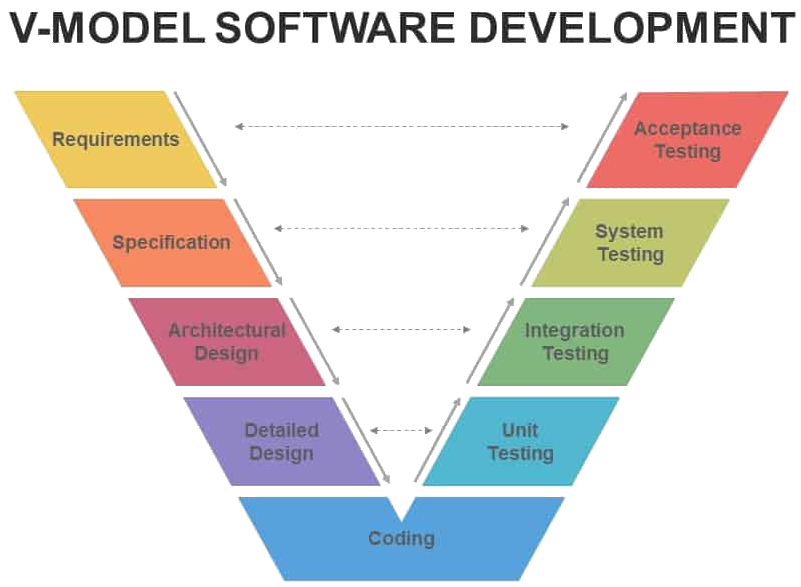 V-MODEL SOFTWARE DEVELOPMENT
Requirements
Acceptance
Testing
Specification
System
Testing
Architectural
Design
Integration
Testing
Detailed
Design
Unit
Testing
Coding